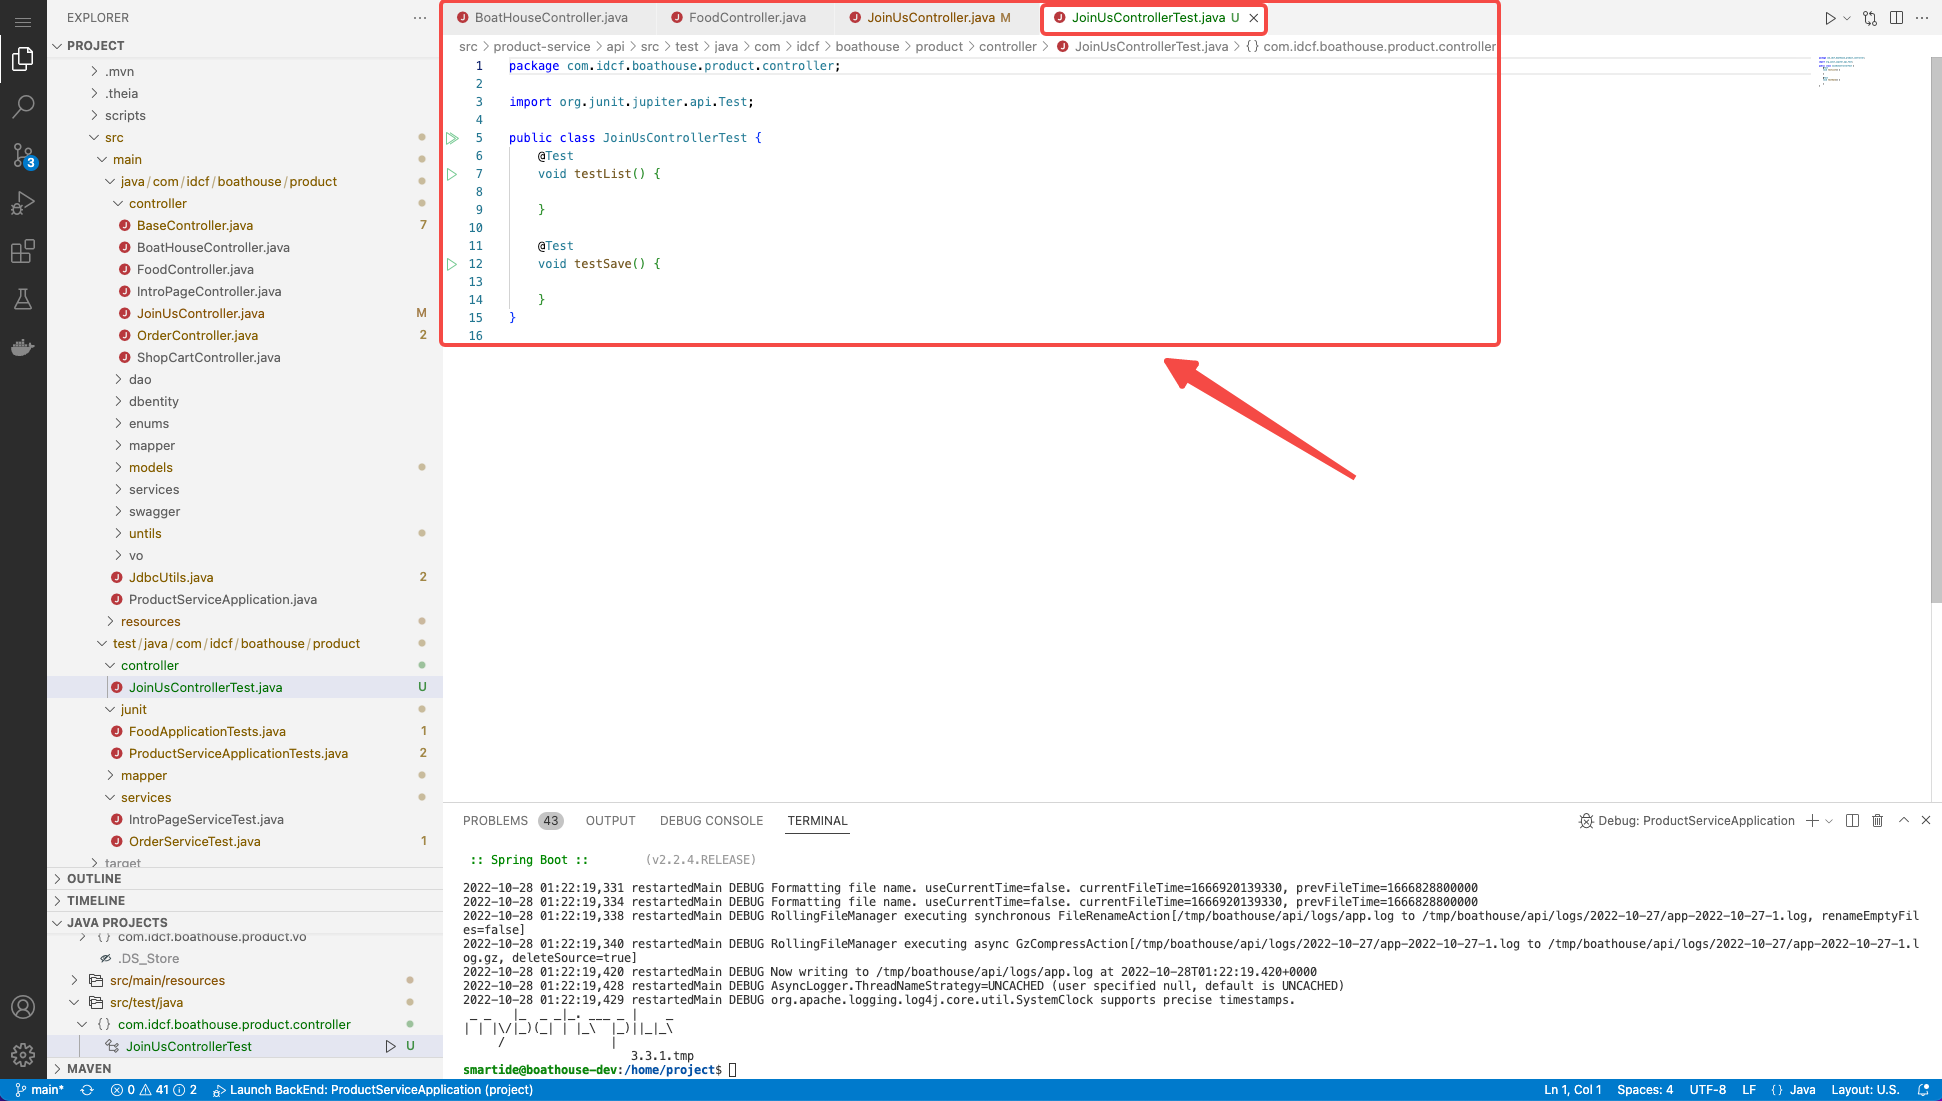 EXPLORER
PROJECT
.mvn
.theia
scripts
src
main
java/com/idcf/boathouse/product
controller
BaseController.java 7
BoatHouseController.java
FoodController.java
IntroPageController.java
JoinUsController.java M
OrderController.java 2
ShopCartController.java
dao
dbentity
enums
mapper
models
services
swagger
untils
vo
JdbcUtils.java 2
ProductServiceApplication.java
resources
test/java/com/idcf/boathouse/product
controller
JoinUsControllerTest.java U
junit
FoodApplicationTests.java 1
ProductServiceApplicationTests.java 2
mapper
services
IntroPageServiceTest.java
OrderServiceTest.java 1
target
OUTLINE
TIMELINE
JAVA PROJECTS
{} com.idcf.boathouse.product.vo
.DS_Store
src/main/resources
src/test/java
{} com.idcf.boathouse.product.controller
JoinUsControllerTest U
MAVEN
3
BoatHouseController.java FoodController.java JoinUsController.java M JoinUsControllerTest.java U
src > product-service > api > src > test > java > com > idcf > boathouse > product > controller > JoinUsControllerTest.java > {} com.idcf.boathouse.product.controller
1 package com.idcf.boathouse.product.controller;
2
3 import org.junit.jupiter.api.Test;
4
5 public class JoinUsControllerTest {
6 @Test
7 void testList() {
8
9 }
10
11 @Test
12 void testSave() {
13
14 }
15 }
16
PROBLEMS 43 OUTPUT DEBUG CONSOLE TERMINAL
Debug: ProductServiceApplication
:: Spring Boot :: (v2.2.4.RELEASE)
2022-10-28 01:22:19,331 restartedMain DEBUG Formatting file name. useCurrentTime=false. currentFileTime=1666920139330, prevFileTime=1666828800000
2022-10-28 01:22:19,334 restartedMain DEBUG Formatting file name. useCurrentTime=false. currentFileTime=1666920139330, prevFileTime=1666828800000
2022-10-28 01:22:19,338 restartedMain DEBUG RollingFileManager executing synchronous FileRenameAction[/tmp/boathouse/api/logs/app.log to /tmp/boathouse/api/logs/2022-10-27/app-2022-10-27-1.log, renameEmptyFil
es=false]
2022-10-28 01:22:19,340 restartedMain DEBUG RollingFileManager executing async GzCompressAction[/tmp/boathouse/api/logs/2022-10-27/app-2022-10-27-1.log to /tmp/boathouse/api/logs/2022-10-27/app-2022-10-27-1.l
og.gz, deleteSource=true]
2022-10-28 01:22:19,420 restartedMain DEBUG Now writing to /tmp/boathouse/api/logs/app.log at 2022-10-28T01:22:19.420+0000
2022-10-28 01:22:19,428 restartedMain DEBUG AsyncLogger.ThreadNameStrategy=UNCACHED (user specified null, default is UNCACHED)
2022-10-28 01:22:19,429 restartedMain DEBUG org.apache.logging.log4j.core.util.SystemClock supports precise timestamps.
3.3.1.tmp
smartide@boathouse-dev:/home/project$
main* 0 41 2 Launch BackEnd: ProductServiceApplication (project)
Ln 1, Col 1 Spaces: 4 UTF-8 LF {} Java Layout: U.S.